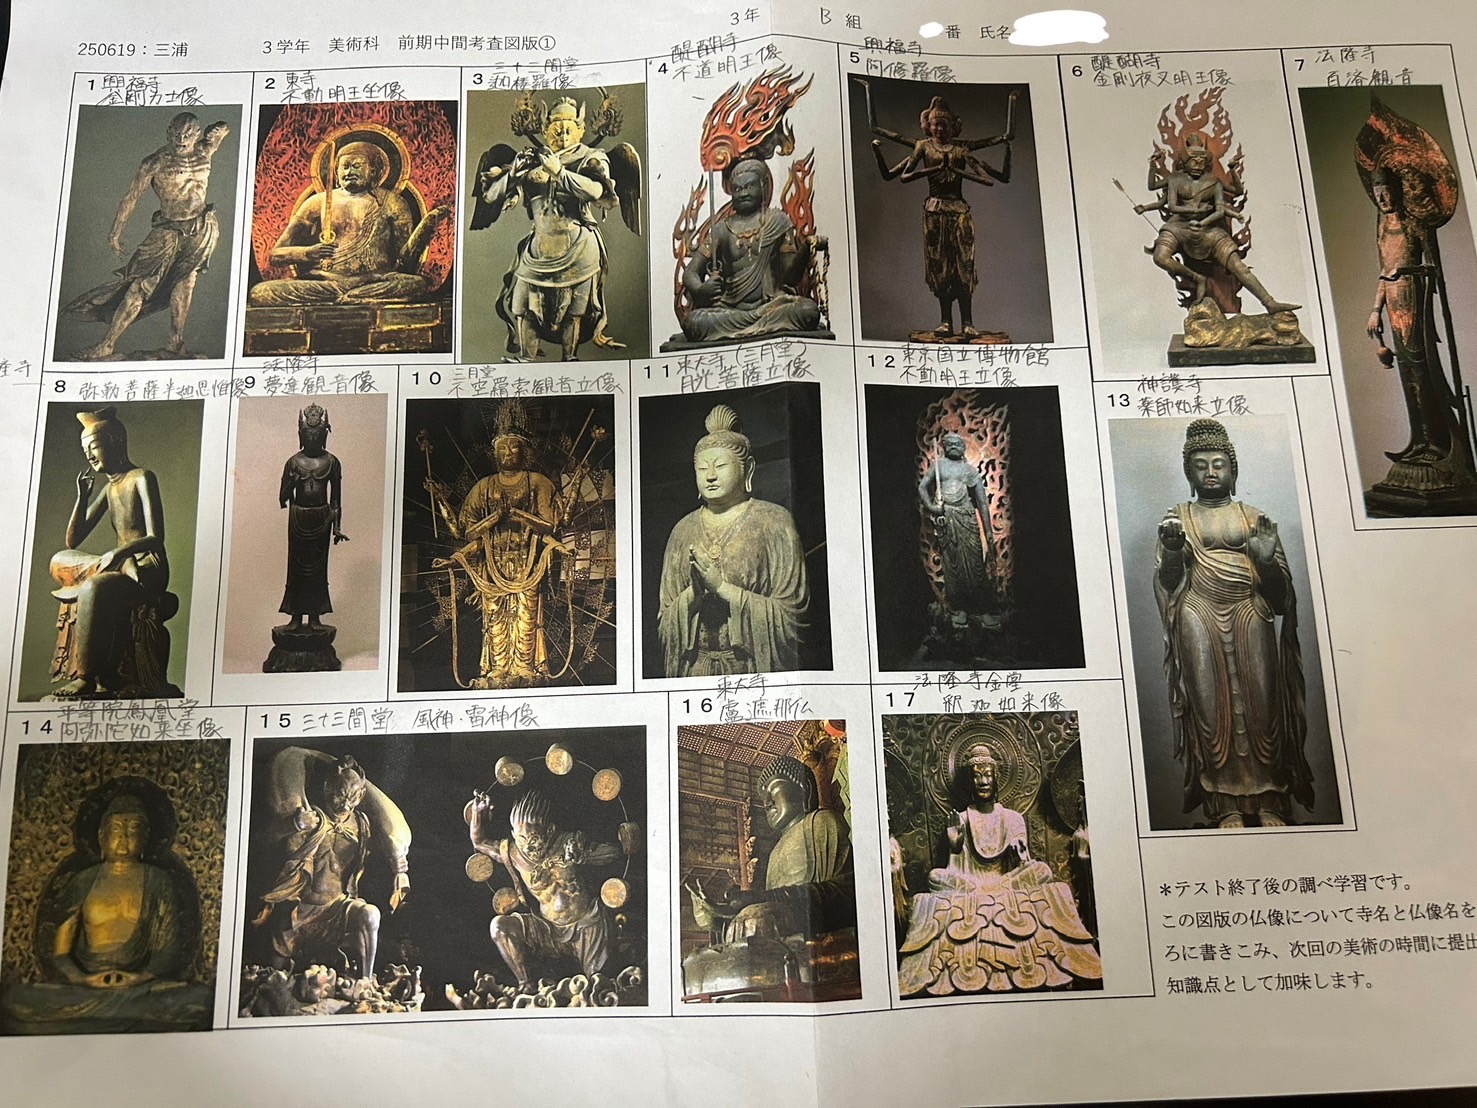 3年 B 組 番 氏名
250619：三浦 3学年 美術科 前期中間考査図版①
1 興福寺
金剛力士像
2 東寺
不動明王坐像
3 三十三間堂
迦楼羅像
4 醍醐寺
不道明王像
5 興福寺
阿修羅像
6 醍醐寺
金剛夜叉明王像
7 法隆寺
百済観音
8 弥勒菩薩半跏思惟像
9 法隆寺
夢違観音像
10 三月堂
不空羂索観音立像
11 東大寺(三月堂)
月光菩薩立像
12 東京国立博物館
不動明王立像
13 神護寺
薬師如来立像
14 平等院鳳凰堂
阿弥陀如来坐像
15 三十三間堂 風神・雷神像
16 東大寺
盧遮那仏
17 法隆寺金堂
釈迦如来像
＊テスト終了後の調べ学習です。
この図版の仏像について寺名と仏像名を
ろに書きこみ、次回の美術の時間に提出
知識点として加味します。